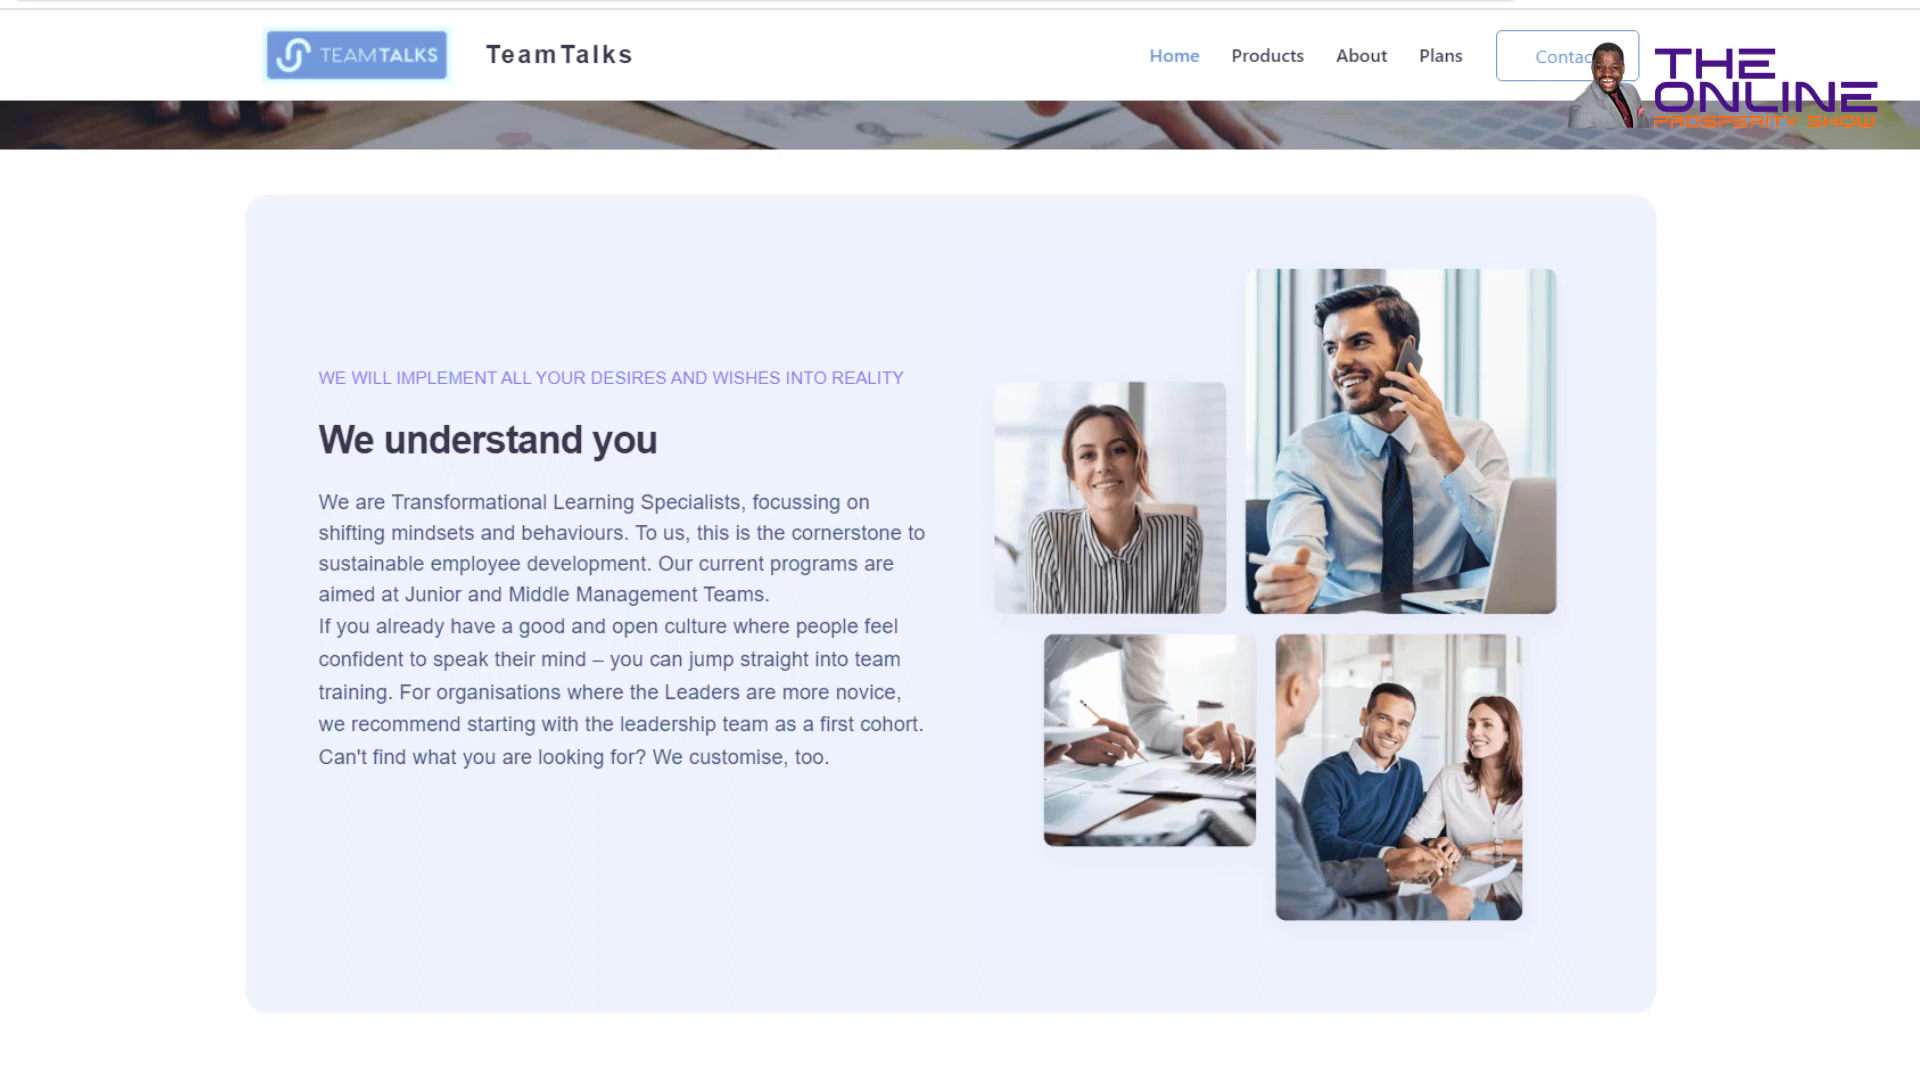 TEAMTALKS
TeamTalks
Home
Products
About
Plans
Contac
THE
ONLINE
PROSPERITY SHOW
WE WILL IMPLEMENT ALL YOUR DESIRES AND WISHES INTO REALITY
We understand you
We are Transformational Learning Specialists, focussing on
shifting mindsets and behaviours. To us, this is the cornerstone to
sustainable employee development. Our current programs are
aimed at Junior and Middle Management Teams.
If you already have a good and open culture where people feel
confident to speak their mind – you can jump straight into team
training. For organisations where the Leaders are more novice,
we recommend starting with the leadership team as a first cohort.
Can't find what you are looking for? We customise, too.